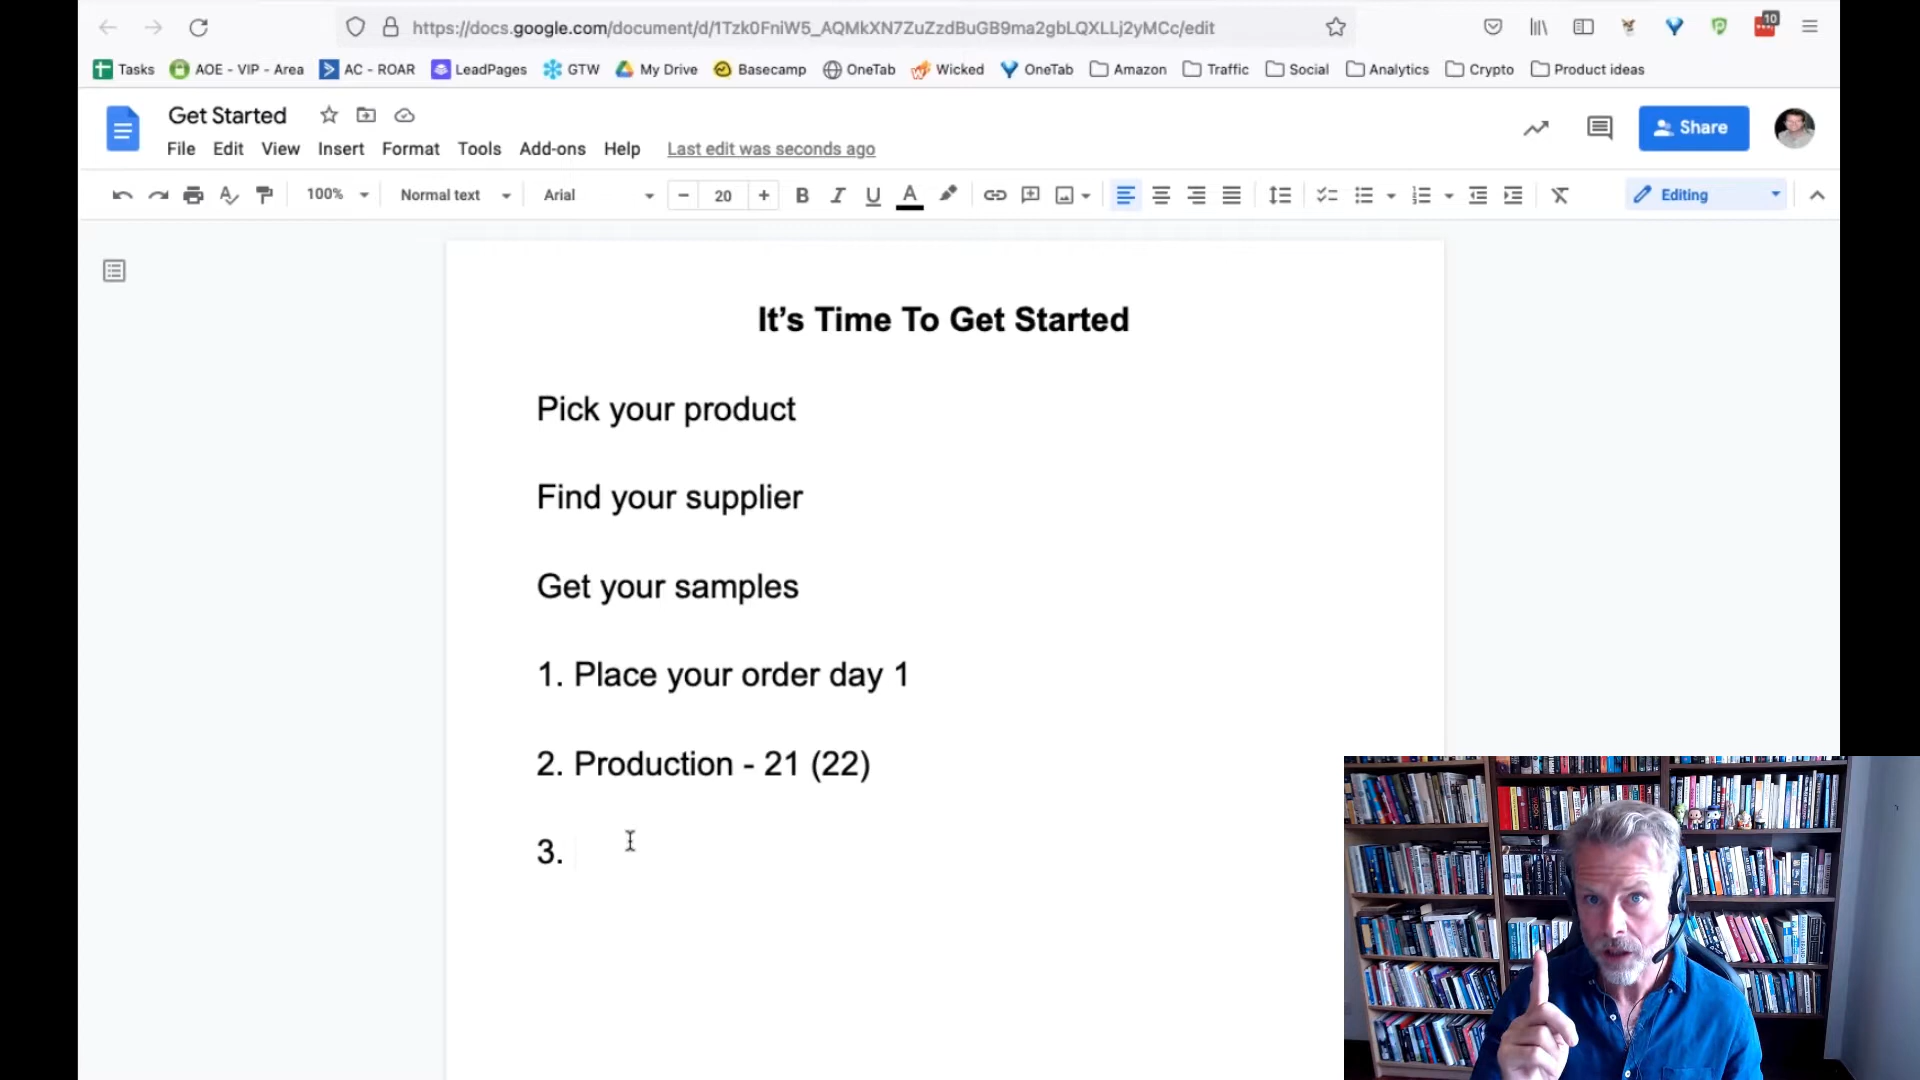 https://docs.google.com/document/d/1Tzk0FniW5_AQMkXN7ZuZzdBuGB9ma2gbLQXLLj2yMCc/edit
10
Tasks AOE - VIP - Area AC - ROAR LeadPages GTW My Drive Basecamp OneTab Wicked OneTab Amazon Traffic Social Analytics Crypto Product ideas
Get Started
File Edit View Insert Format Tools Add-ons Help Last edit was seconds ago
Share
100% Normal text Arial − 20 + B I U A Editing
It's Time To Get Started
Pick your product
Find your supplier
Get your samples
1. Place your order day 1
2. Production - 21 (22)
3.